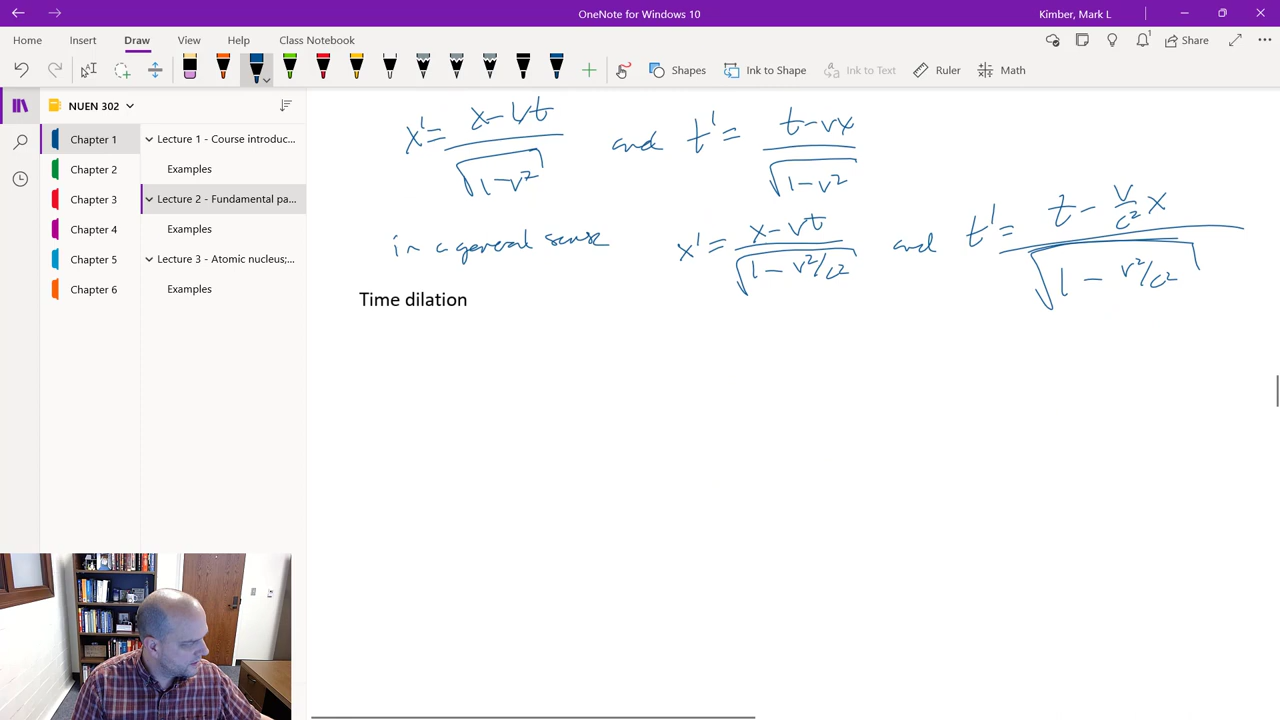 OneNote for Windows 10
Kimber, Mark L
Home Insert Draw View Help Class Notebook
Share
Shapes Ink to Shape Ink to Text Ruler Math
NUEN 302
Chapter 1
Chapter 2
Chapter 3
Chapter 4
Chapter 5
Chapter 6
Lecture 1 - Course introduc...
Examples
Lecture 2 - Fundamental pa...
Examples
Lecture 3 - Atomic nucleus;...
Examples
x' = (x - vt)/√(1 - v²) and t' = (t - vx)/√(1 - v²)
in a general sense x' = (x - vt)/√(1 - v²/c²) and t' = (t - v/c² x)/√(1 - v²/c²)
Time dilation